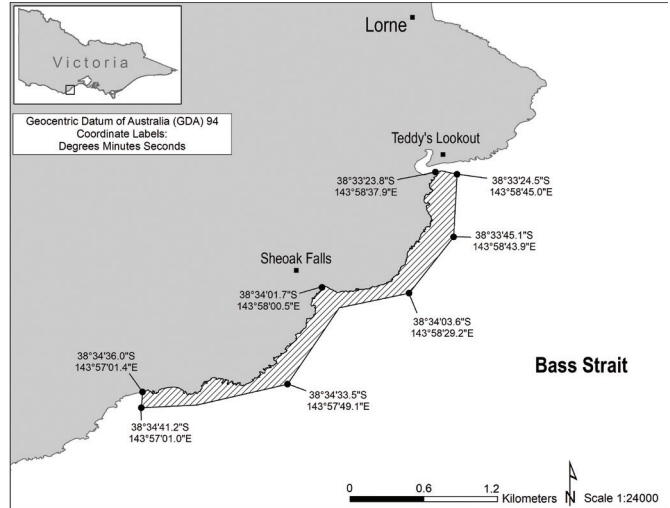 Victoria
Geocentric Datum of Australia (GDA) 94
Coordinate Labels:
Degrees Minutes Seconds
Lorne
Teddy's Lookout
38°33'23.8"S
143°58'37.9"E
38°33'24.5"S
143°58'45.0"E
38°33'45.1"S
143°58'43.9"E
Sheoak Falls
38°34'01.7"S
143°58'00.5"E
38°34'03.6"S
143°58'29.2"E
38°34'36.0"S
143°57'01.4"E
Bass Strait
38°34'33.5"S
143°57'49.1"E
38°34'41.2"S
143°57'01.0"E
0 0.6 1.2
Kilometers N Scale 1:24000